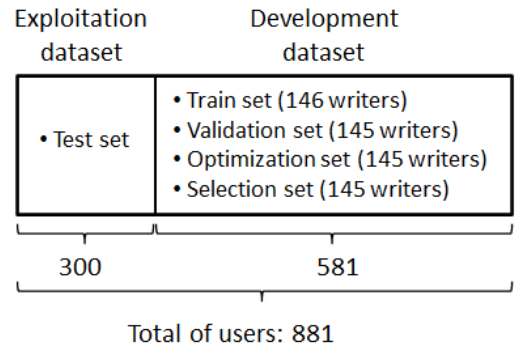 Exploitation dataset
Development dataset
• Test set
• Train set (146 writers)
• Validation set (145 writers)
• Optimization set (145 writers)
• Selection set (145 writers)
300
581
Total of users: 881